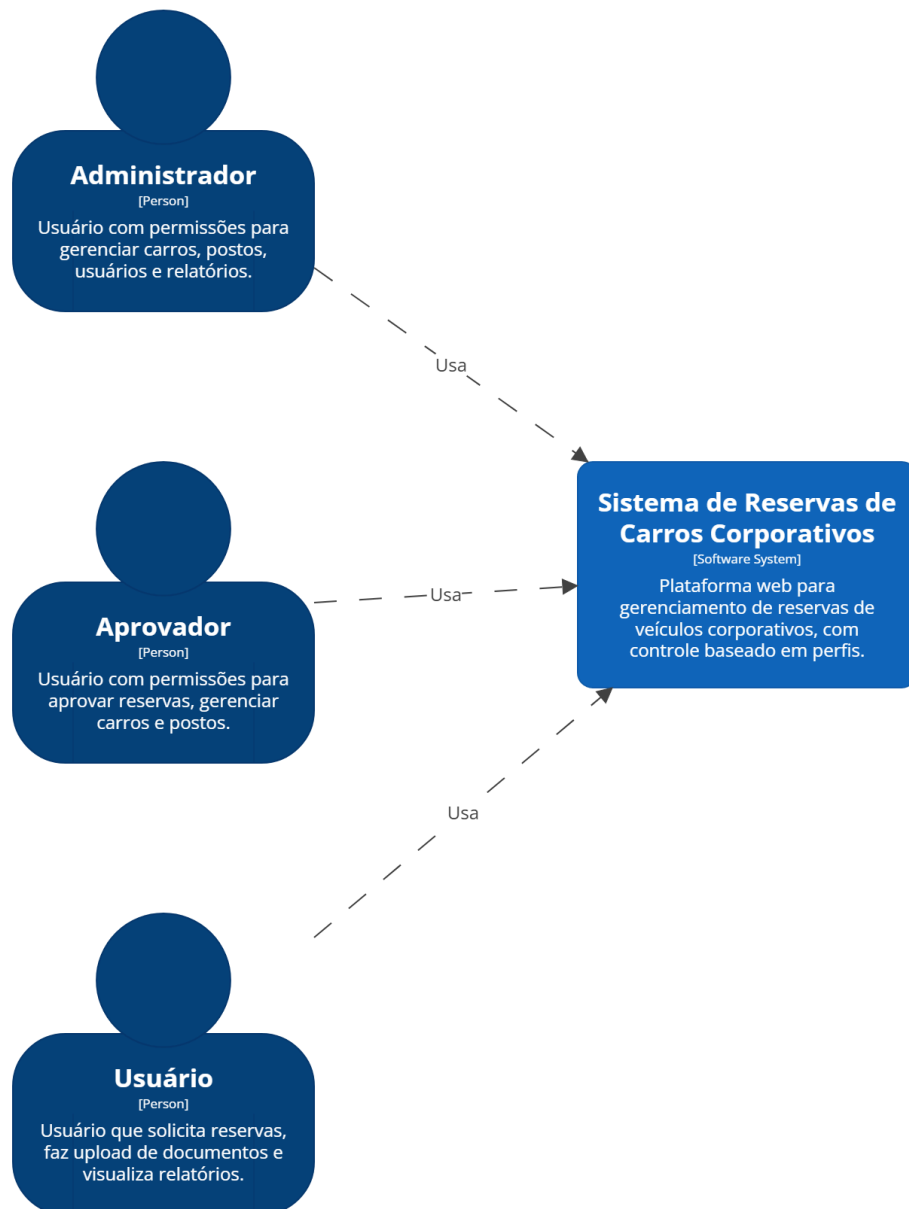 Administrador
[Person]
Usuário com permissões para
gerenciar carros, postos,
usuários e relatórios.
Usa
Sistema de Reservas de
Carros Corporativos
[Software System]
Plataforma web para
gerenciamento de reservas de
veículos corporativos, com
controle baseado em perfis.
Aprovador
[Person]
Usuário com permissões para
aprovar reservas, gerenciar
carros e postos.
Usa
Usa
Usuário
[Person]
Usuário que solicita reservas,
faz upload de documentos e
visualiza relatórios.